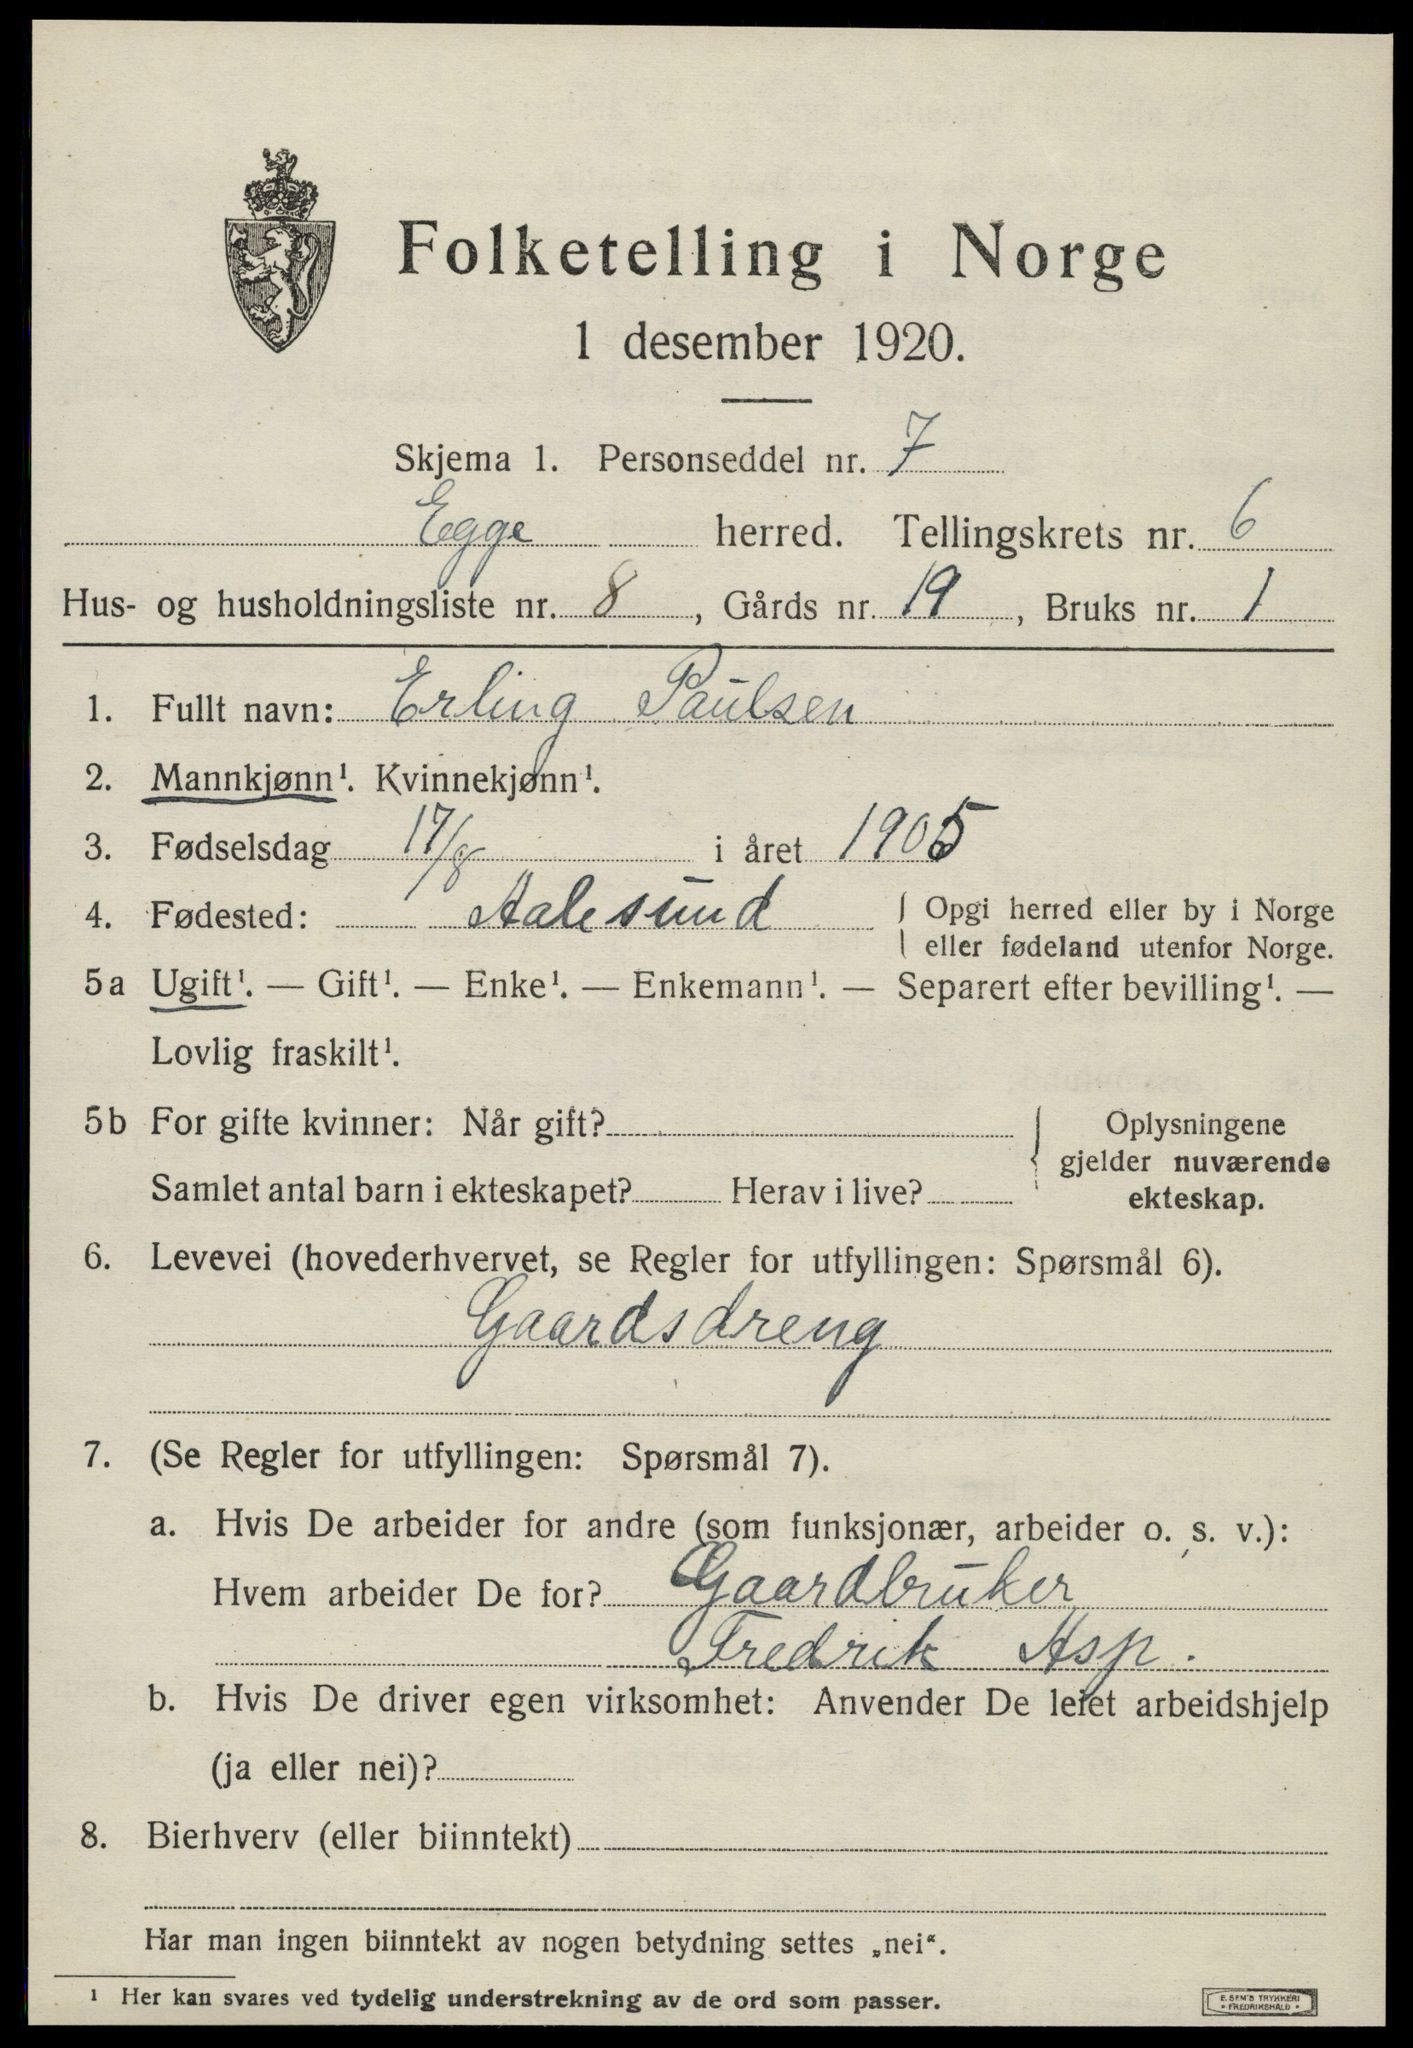 Folketelling i Norge
1 desember 1920.
Skjema 1. Personseddel nr. 7
Egge herred. Tellingskrets nr. 6
Hus- og husholdningsliste nr. 8, Gårds nr. 19, Bruks nr. 1
1. Fullt navn: Erling Paulsen
2. Mannkjønn¹. Kvinnekjønn¹.
3. Fødselsdag 17/8 i året 1905
4. Fødested: Aalesund { Opgi herred eller by i Norge
eller fødeland utenfor Norge.
5a Ugift¹. — Gift¹. — Enke¹. — Enkemann¹. — Separert efter bevilling¹. —
Lovlig fraskilt¹.
5b For gifte kvinner: Når gift? { Oplysningene
gjelder nuværende
Samlet antal barn i ekteskapet? Herav i live? ekteskap.
6. Levevei (hovederhvervet, se Regler for utfyllingen: Spørsmål 6).
Gaardsdreng
7. (Se Regler for utfyllingen: Spørsmål 7).
a. Hvis De arbeider for andre (som funksjonær, arbeider o. s. v.):
Hvem arbeider De for? Gaardbruker
Fredrik Asp.
b. Hvis De driver egen virksomhet: Anvender De leiet arbeidshjelp
(ja eller nei)?
8. Bierhverv (eller biinntekt)
Har man ingen biinntekt av nogen betydning settes „nei“.
¹ Her kan svares ved tydelig understrekning av de ord som passer.
E. SEM'S TRYKKERI
• FREDRIKSHALD •